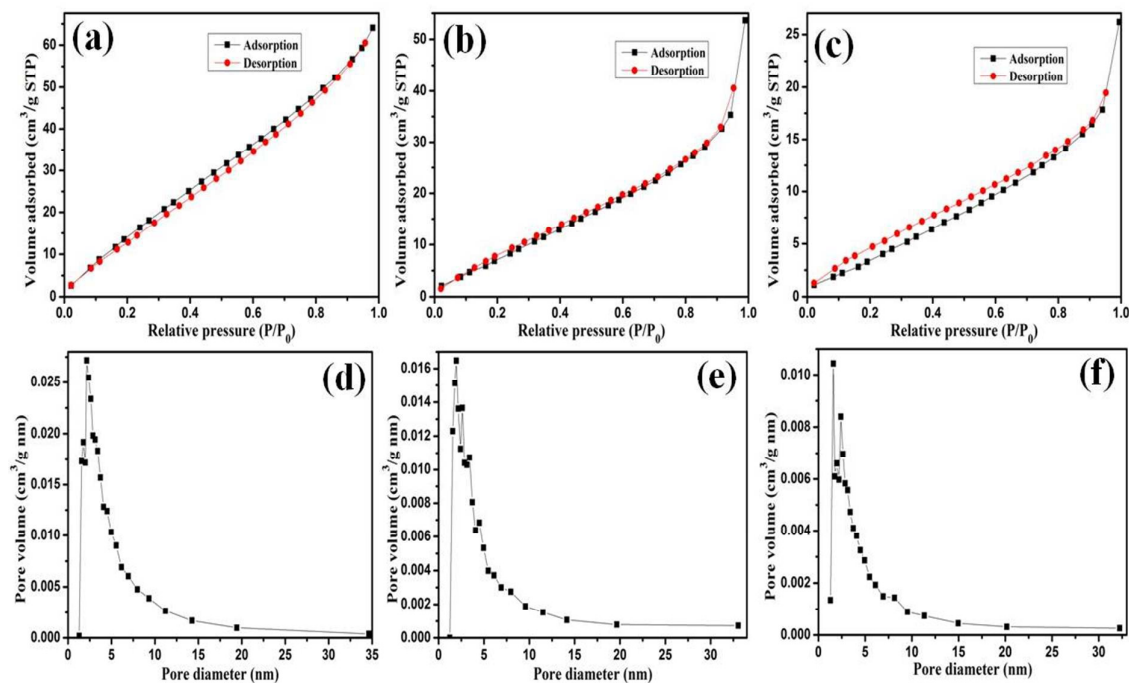 (a)
Adsorption
Desorption
Volume adsorbed (cm³/g STP)
60
50
40
30
20
10
0
0.0 0.2 0.4 0.6 0.8 1.0
Relative pressure (P/P₀)
(b)
Adsorption
Desorption
Volume adsorbed (cm³/g STP)
50
40
30
20
10
0
0.0 0.2 0.4 0.6 0.8 1.0
Relative pressure (P/P₀)
(c)
Adsorption
Desorption
Volume adsorbed (cm³/g STP)
25
20
15
10
5
0
0.0 0.2 0.4 0.6 0.8 1.0
Relative pressure (P/P₀)
(d)
Pore volume (cm³/g nm)
0.025
0.020
0.015
0.010
0.005
0.000
0 5 10 15 20 25 30 35
Pore diameter (nm)
(e)
Pore volume (cm³/g nm)
0.016
0.014
0.012
0.010
0.008
0.006
0.004
0.002
0.000
0 5 10 15 20 25 30
Pore diameter (nm)
(f)
Pore volume (cm³/g nm)
0.010
0.008
0.006
0.004
0.002
0.000
0 5 10 15 20 25 30
Pore diameter (nm)